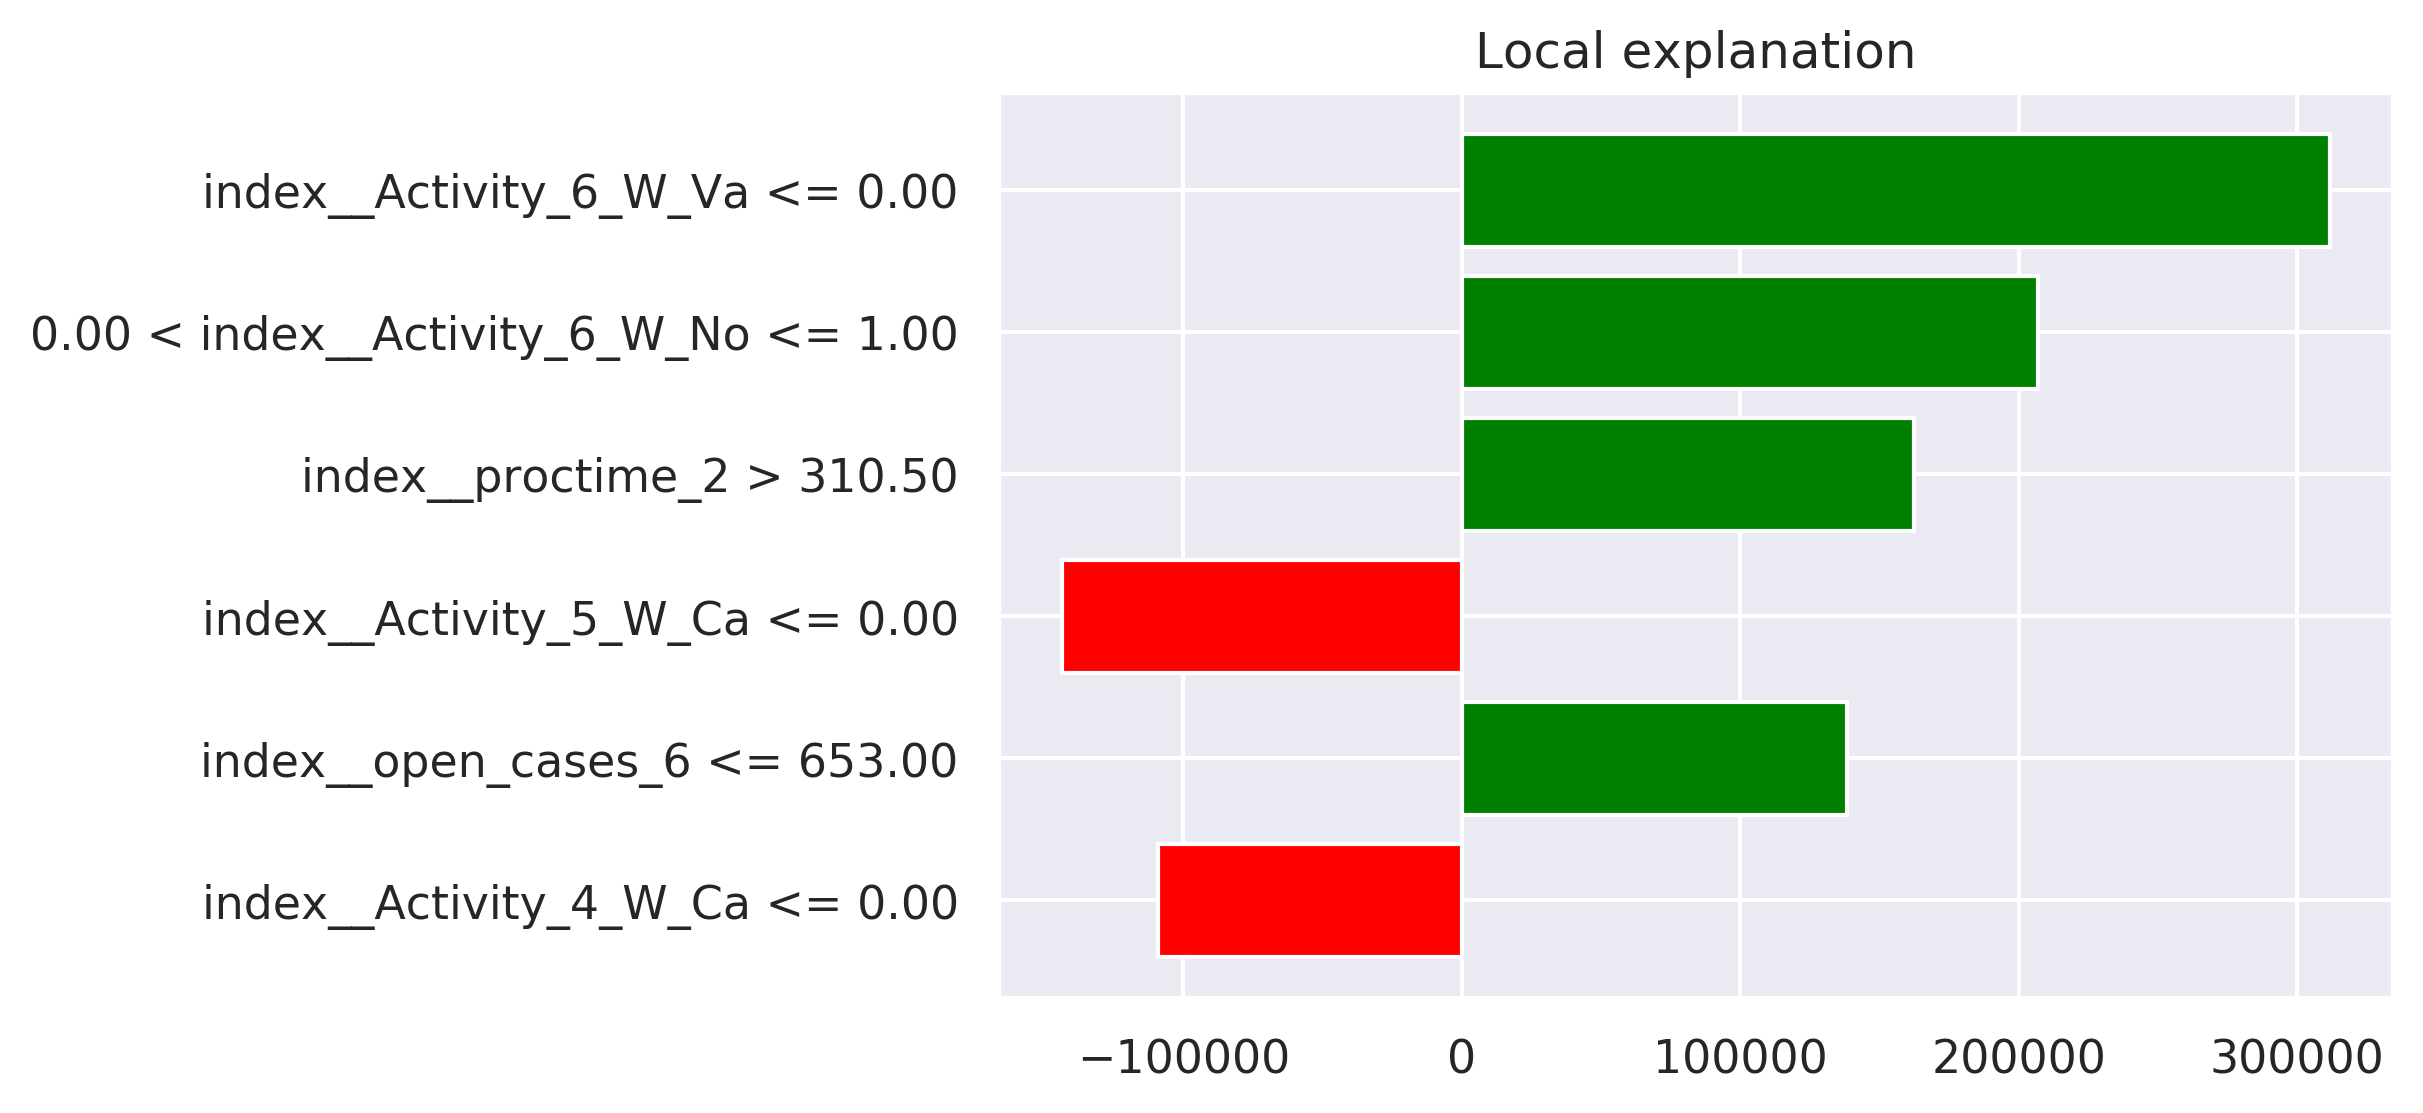 Local explanation
index__Activity_6_W_Va <= 0.00
0.00 < index__Activity_6_W_No <= 1.00
index__proctime_2 > 310.50
index__Activity_5_W_Ca <= 0.00
index__open_cases_6 <= 653.00
index__Activity_4_W_Ca <= 0.00
−100000 0 100000 200000 300000